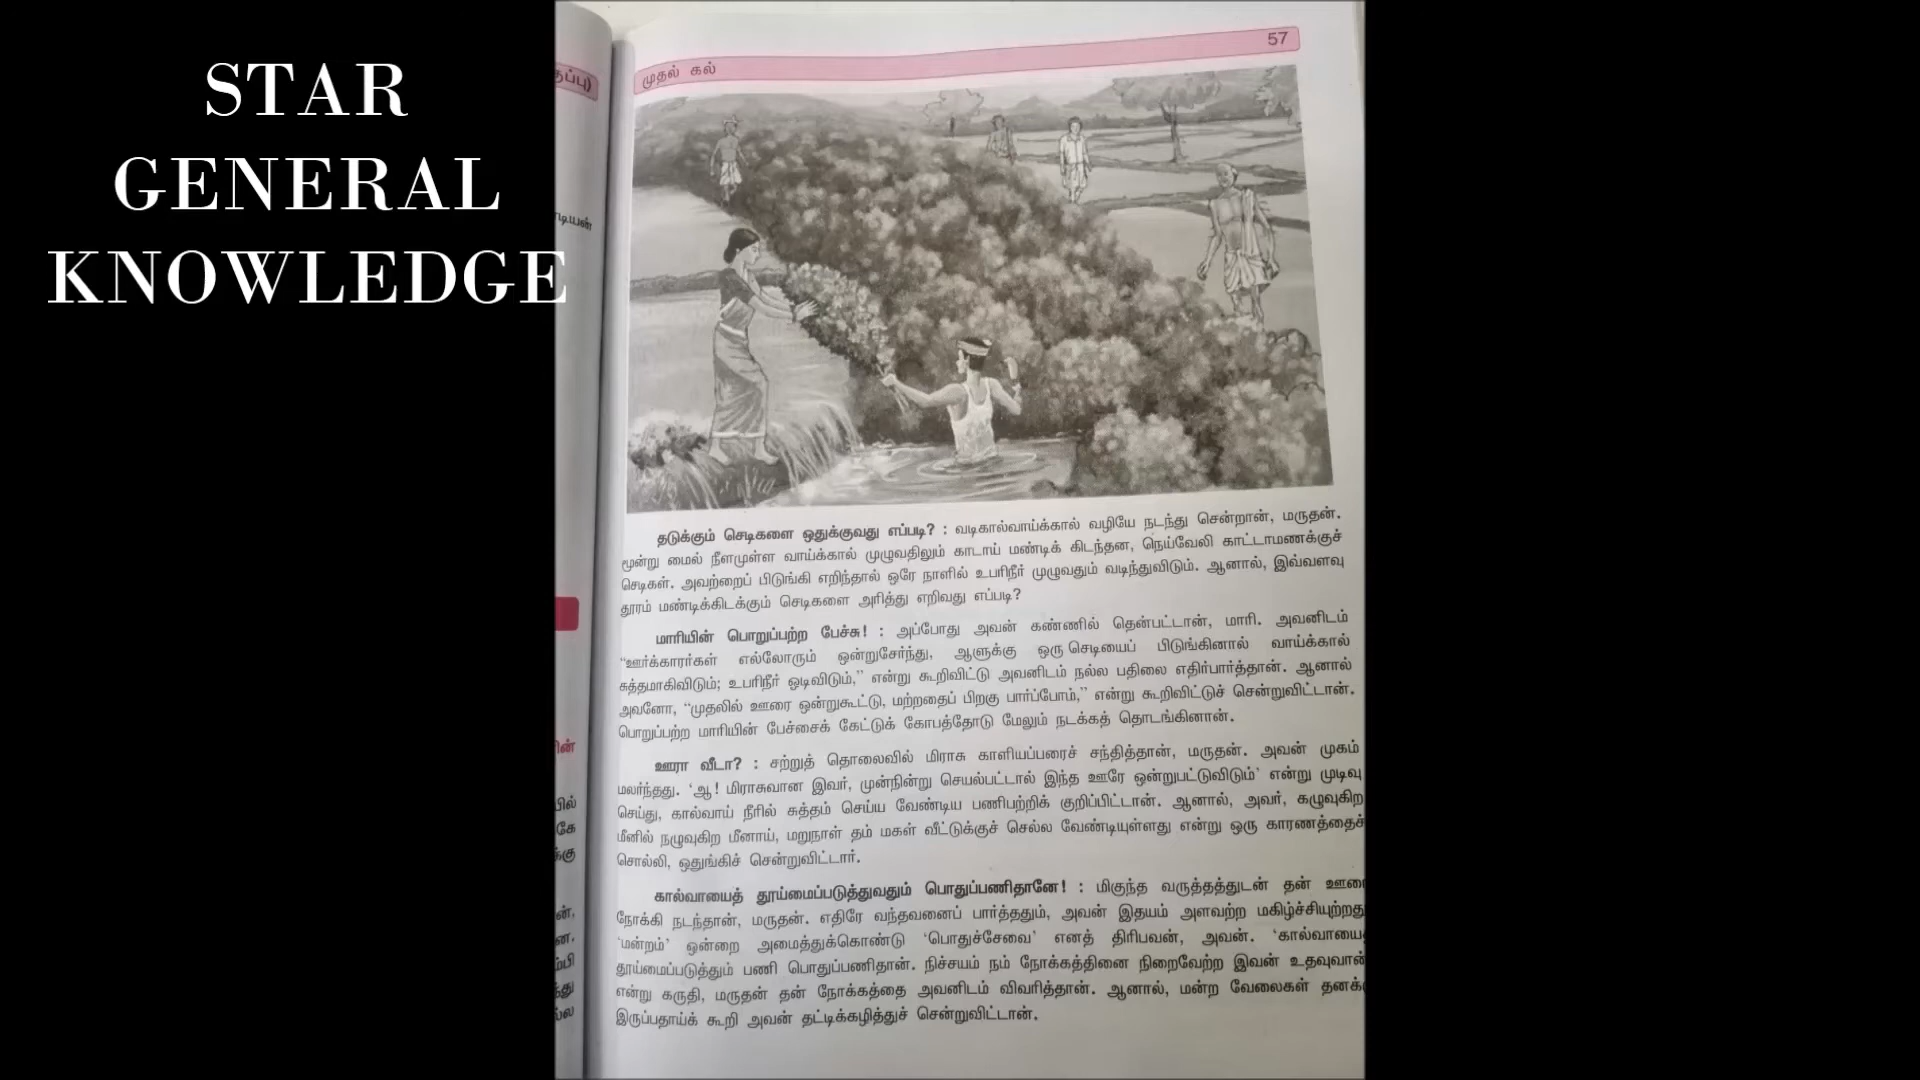 STAR
GENERAL
KNOWLEDGE
முதல் கல்
57
தடுக்கும் செடிகளை ஒதுக்குவது எப்படி? : வடிகால்வாய்க்கால் வழியே நடந்து சென்றான், மருதன்.
மூன்று மைல் நீளமுள்ள வாய்க்கால் முழுவதிலும் காடாய் மண்டிக் கிடந்தன, நெய்வேலி காட்டாமணக்குச்
செடிகள். அவற்றைப் பிடுங்கி எறிந்தால் ஒரே நாளில் உபரிநீர் முழுவதும் வடிந்துவிடும். ஆனால், இவ்வளவு
தூரம் மண்டிக்கிடக்கும் செடிகளை அரித்து எறிவது எப்படி?
மாரியின் பொறுப்பற்ற பேச்சு! : அப்போது அவன் கண்ணில் தென்பட்டான், மாரி. அவனிடம்
“ஊர்க்காரர்கள் எல்லோரும் ஒன்றுசேர்ந்து, ஆளுக்கு ஒரு செடியைப் பிடுங்கினால் வாய்க்கால்
சுத்தமாகிவிடும்; உபரிநீர் ஓடிவிடும்,” என்று கூறிவிட்டு அவனிடம் நல்ல பதிலை எதிர்பார்த்தான். ஆனால்
அவனோ, “முதலில் ஊரை ஒன்றுகூட்டு, மற்றதைப் பிறகு பார்ப்போம்,” என்று கூறிவிட்டுச் சென்றுவிட்டான்.
பொறுப்பற்ற மாரியின் பேச்சைக் கேட்டுக் கோபத்தோடு மேலும் நடக்கத் தொடங்கினான்.
ஊரா வீடா? : சற்றுத் தொலைவில் மிராசு காளியப்பரைச் சந்தித்தான், மருதன். அவன் முகம்
மலர்ந்தது. ‘ஆ! மிராசுவான இவர், முன்நின்று செயல்பட்டால் இந்த ஊரே ஒன்றுபட்டுவிடும்’ என்று முடிவு
செய்து, கால்வாய் நீரில் சுத்தம் செய்ய வேண்டிய பணிபற்றிக் குறிப்பிட்டான். ஆனால், அவர், கழுவுகிற
மீனில் நழுவுகிற மீனாய், மறுநாள் தம் மகள் வீட்டுக்குச் செல்ல வேண்டியுள்ளது என்று ஒரு காரணத்தைச்
சொல்லி, ஒதுங்கிச் சென்றுவிட்டார்.
கால்வாயைத் தூய்மைப்படுத்துவதும் பொதுப்பணிதானே! : மிகுந்த வருத்தத்துடன் தன் ஊரை
நோக்கி நடந்தான், மருதன். எதிரே வந்தவனைப் பார்த்ததும், அவன் இதயம் அளவற்ற மகிழ்ச்சியுற்றது
‘மன்றம்’ ஒன்றை அமைத்துக்கொண்டு ‘பொதுச்சேவை’ எனத் திரிபவன், அவன். ‘கால்வாயை
தூய்மைப்படுத்தும் பணி பொதுப்பணிதான். நிச்சயம் நம் நோக்கத்தினை நிறைவேற்ற இவன் உதவுவான்
என்று கருதி, மருதன் தன் நோக்கத்தை அவனிடம் விவரித்தான். ஆனால், மன்ற வேலைகள்
இருப்பதாய்க் கூறி அவன் தட்டிக்கழித்துச் சென்றுவிட்டான்.